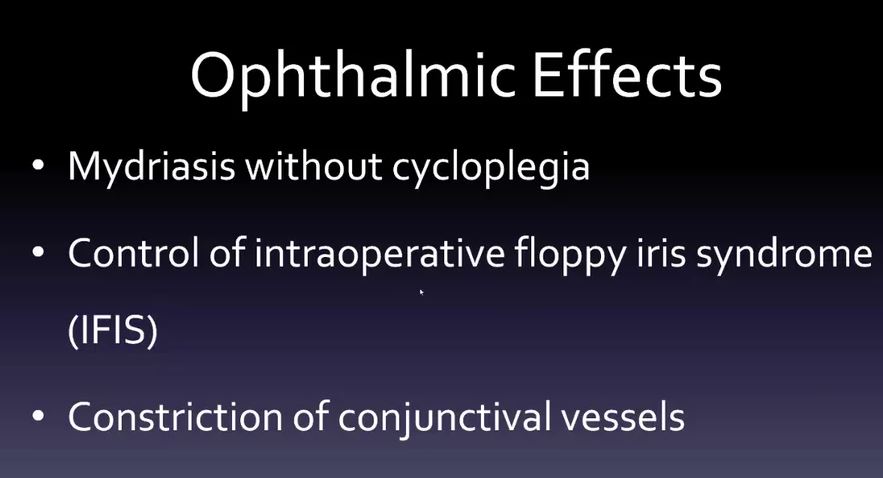 Ophthalmic Effects
• Mydriasis without cycloplegia
• Control of intraoperative floppy iris syndrome
(IFIS)
• Constriction of conjunctival vessels